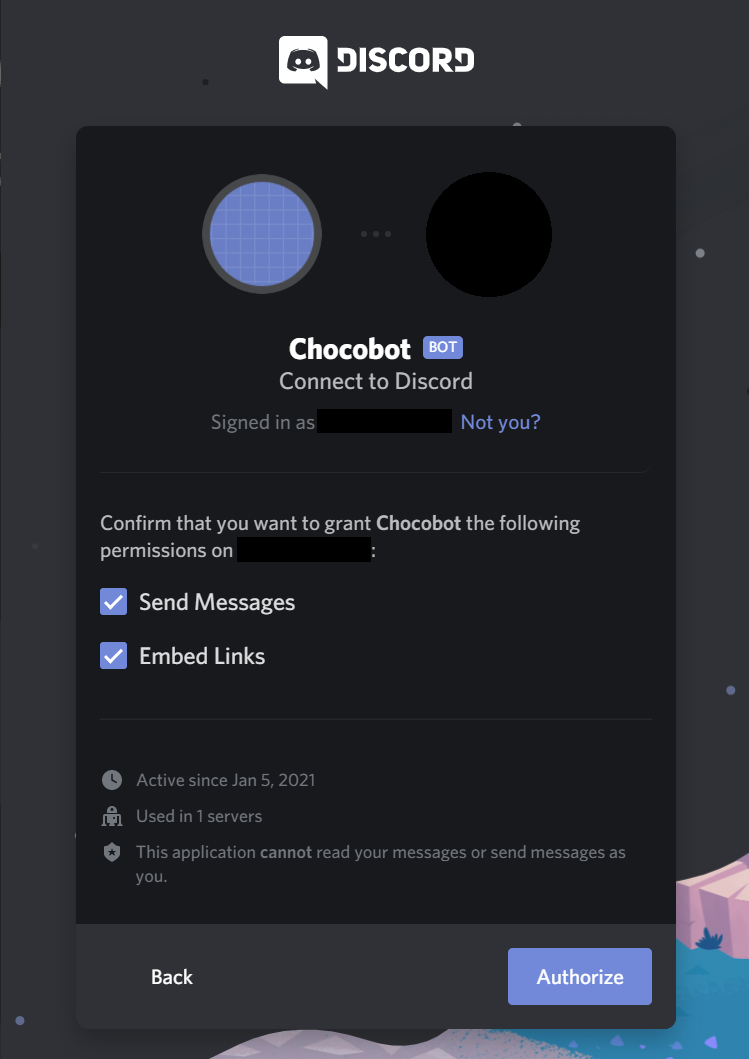 DISCORD
Chocobot BOT
Connect to Discord
Signed in as Not you?
Confirm that you want to grant Chocobot the following
permissions on :
Send Messages
Embed Links
Active since Jan 5, 2021
Used in 1 servers
This application cannot read your messages or send messages as
you.
Back
Authorize